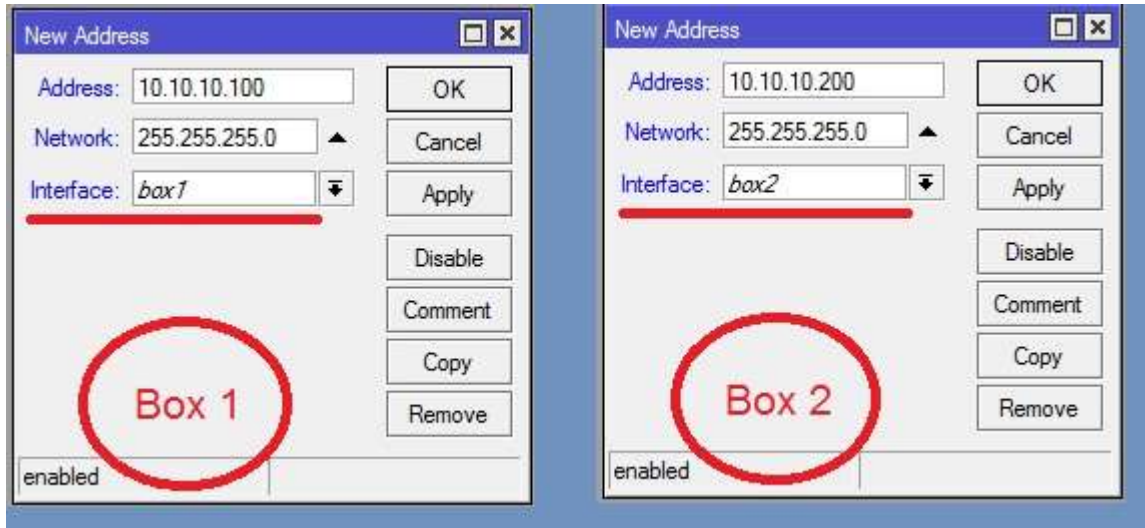 New Address
Address: 10.10.10.100 OK
Network: 255.255.255.0 Cancel
Interface: box1 Apply
Disable
Comment
Copy
Remove
Box 1
enabled
New Address
Address: 10.10.10.200 OK
Network: 255.255.255.0 Cancel
Interface: box2 Apply
Disable
Comment
Copy
Remove
Box 2
enabled